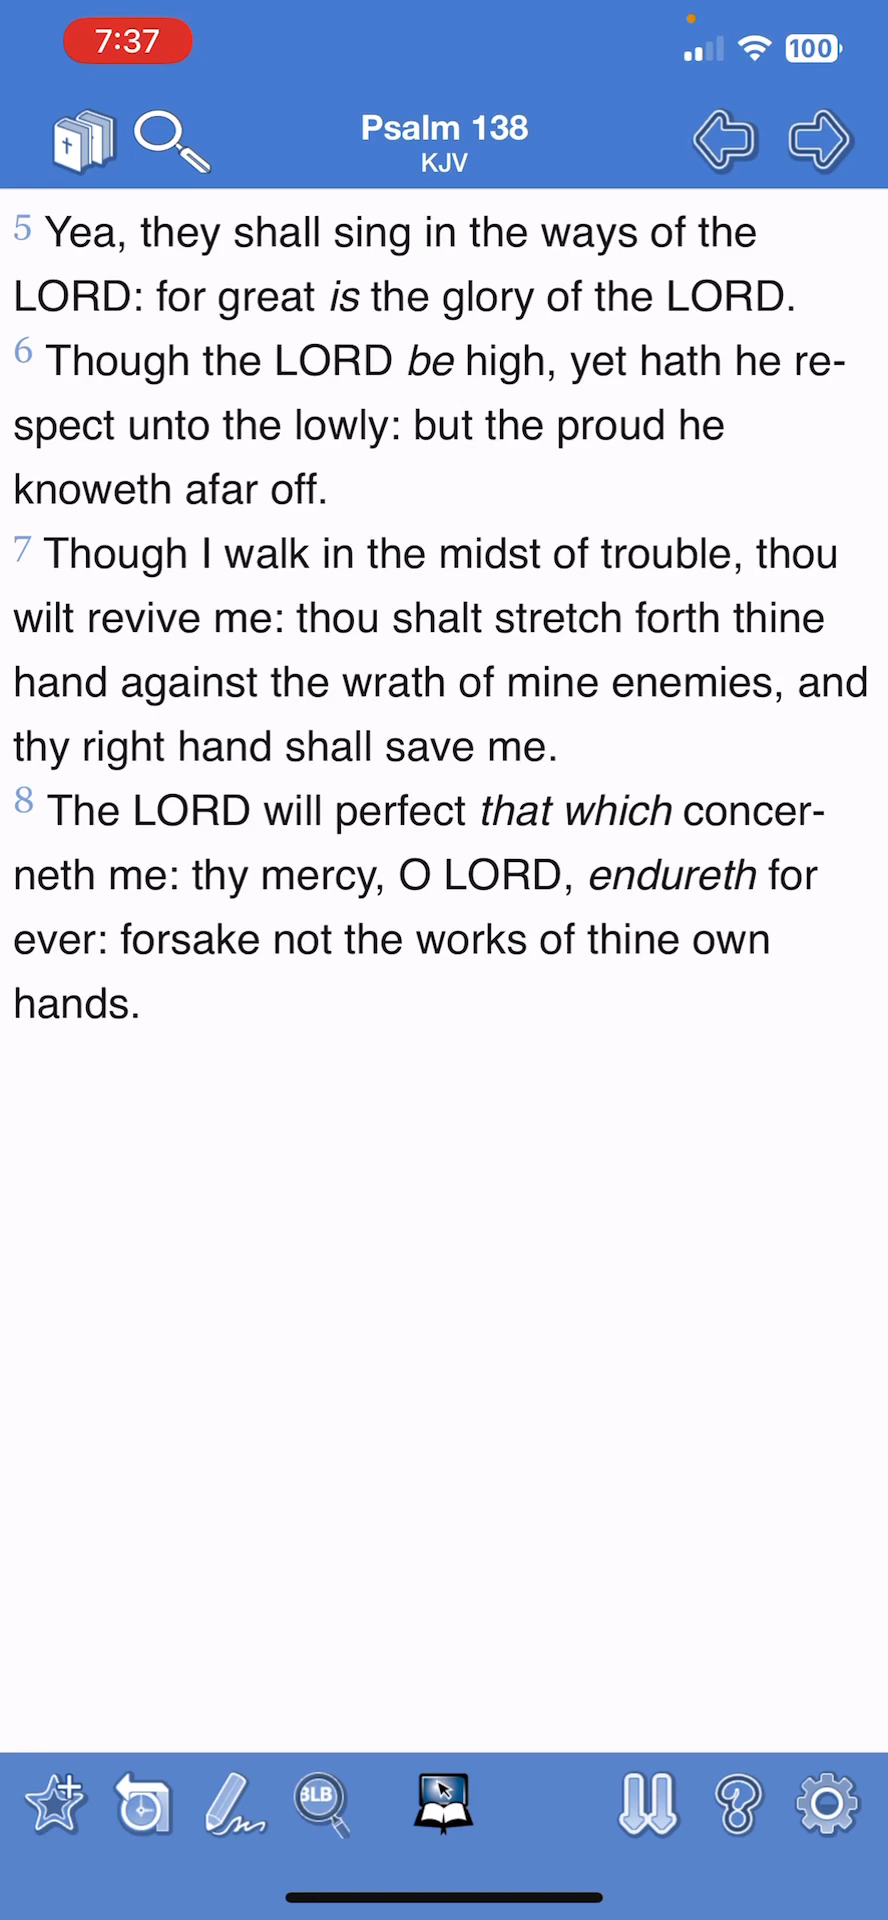 7:37
100
Psalm 138
KJV
5 Yea, they shall sing in the ways of the
LORD: for great is the glory of the LORD.
6 Though the LORD be high, yet hath he re-
spect unto the lowly: but the proud he
knoweth afar off.
7 Though I walk in the midst of trouble, thou
wilt revive me: thou shalt stretch forth thine
hand against the wrath of mine enemies, and
thy right hand shall save me.
8 The LORD will perfect that which concer-
neth me: thy mercy, O LORD, endureth for
ever: forsake not the works of thine own
hands.
BLB